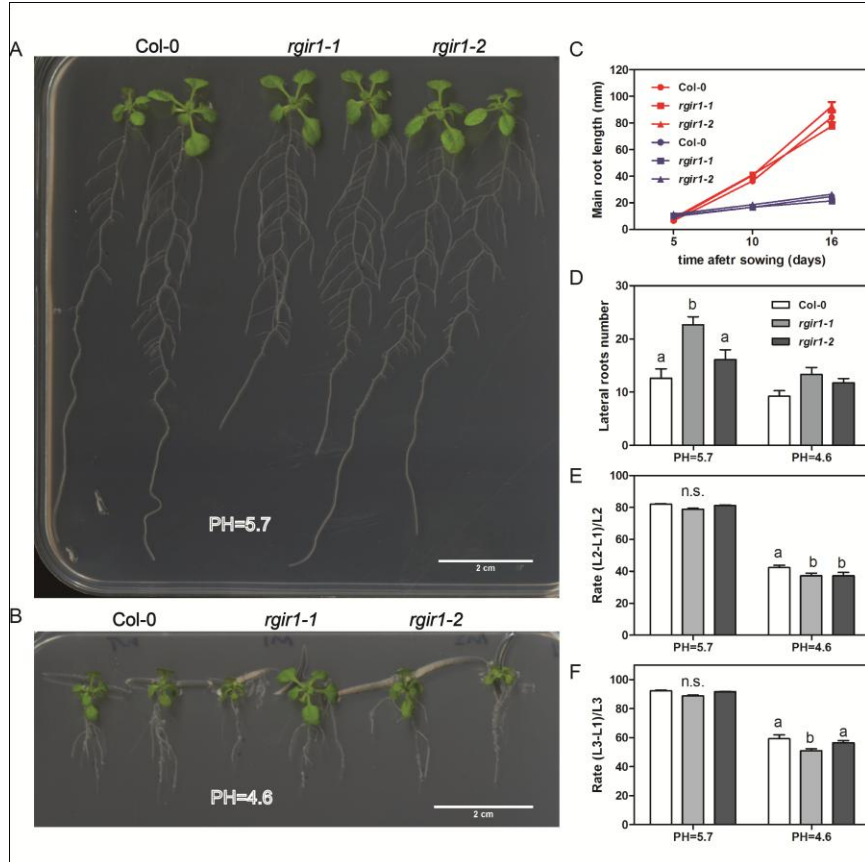 A
Col-0 rgir1-1 rgir1-2
PH=5.7
2 cm
B
Col-0 rgir1-1 rgir1-2
PH=4.6
2 cm
C
Main root length (mm)
120
100
80
60
40
20
0
Col-0
rgir1-1
rgir1-2
Col-0
rgir1-1
rgir1-2
5 10 16
time afetr sowing (days)
D
Lateral roots number
30
20
10
0
a b a
Col-0
rgir1-1
rgir1-2
PH=5.7 PH=4.6
E
Rate (L2-L1)/L2
100
80
60
40
20
0
n.s.
a b b
PH=5.7 PH=4.6
F
Rate (L3-L1)/L3
100
80
60
40
20
0
n.s.
a b a
PH=5.7 PH=4.6